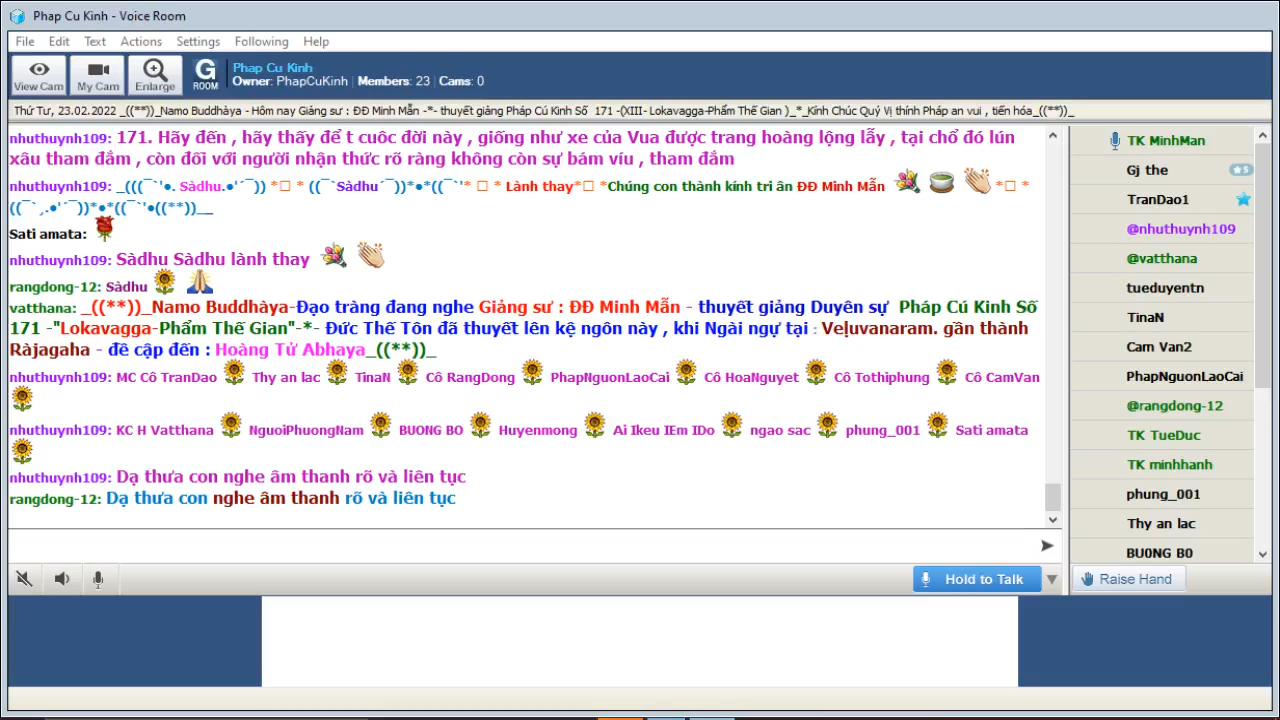 Phap Cu Kinh - Voice Room
File Edit Text Actions Settings Following Help
View Cam My Cam Enlarge G ROOM
Phap Cu Kinh
Owner: PhapCuKinh | Members: 23 | Cams: 0
Thứ Tư, 23.02.2022 _((**))_Namo Buddhàya - Hôm nay Giảng sư : ĐĐ Minh Mẫn -*- thuyết giảng Pháp Cú Kinh Số 171 -(XIII- Lokavagga-Phẩm Thế Gian )_*_Kính Chúc Quý Vị thính Pháp an vui , tiến hóa_((**))_
nhuthuynh109: 171. Hãy đến , hãy thấy để t cuôc đời này , giống như xe của Vua được trang hoàng lộng lẫy , tại chổ đó lún
xâu tham đắm , còn đối với người nhận thức rõ ràng không còn sự bám víu , tham đắm
nhuthuynh109: _(((¯`'•. Sàdhu.•'´¯)) *□ * ((¯`Sàdhu´¯))*•*((¯`'* □ * Lành thay*□ *Chúng con thành kính tri ân ĐĐ Minh Mẫn *□ *
((¯`¸.•'´¯))*•*((¯`'•((**))__
Sati amata:
nhuthuynh109: Sàdhu Sàdhu lành thay
rangdong-12: Sàdhu
vatthana: _((**))_Namo Buddhàya-Đạo tràng đang nghe Giảng sư : ĐĐ Minh Mẫn - thuyết giảng Duyên sự Pháp Cú Kinh Số
171 -"Lokavagga-Phẩm Thế Gian"-*- Đức Thế Tôn đã thuyết lên kệ ngôn này , khi Ngài ngự tại : Veḷuvanaram. gần thành
Ràjagaha - đề cập đến : Hoàng Tử Abhaya_((**))_
nhuthuynh109: MC Cô TranDao Thy an lac TinaN Cô RangDong PhapNguonLaoCai Cô HoaNguyet Cô Tothiphung Cô CamVan
nhuthuynh109: KC H Vatthana NguoiPhuongNam BUONG BO Huyenmong Ai Ikeu IEm IDo ngao sac phung_001 Sati amata
nhuthuynh109: Dạ thưa con nghe âm thanh rõ và liên tục
rangdong-12: Dạ thưa con nghe âm thanh rõ và liên tục
TK MinhMan
Gj the
5
TranDao1
@nhuthuynh109
@vatthana
tueduyentn
TinaN
Cam Van2
PhapNguonLaoCai
@rangdong-12
TK TueDuc
TK minhhanh
phung_001
Thy an lac
BU0NG B0
Hold to Talk
Raise Hand